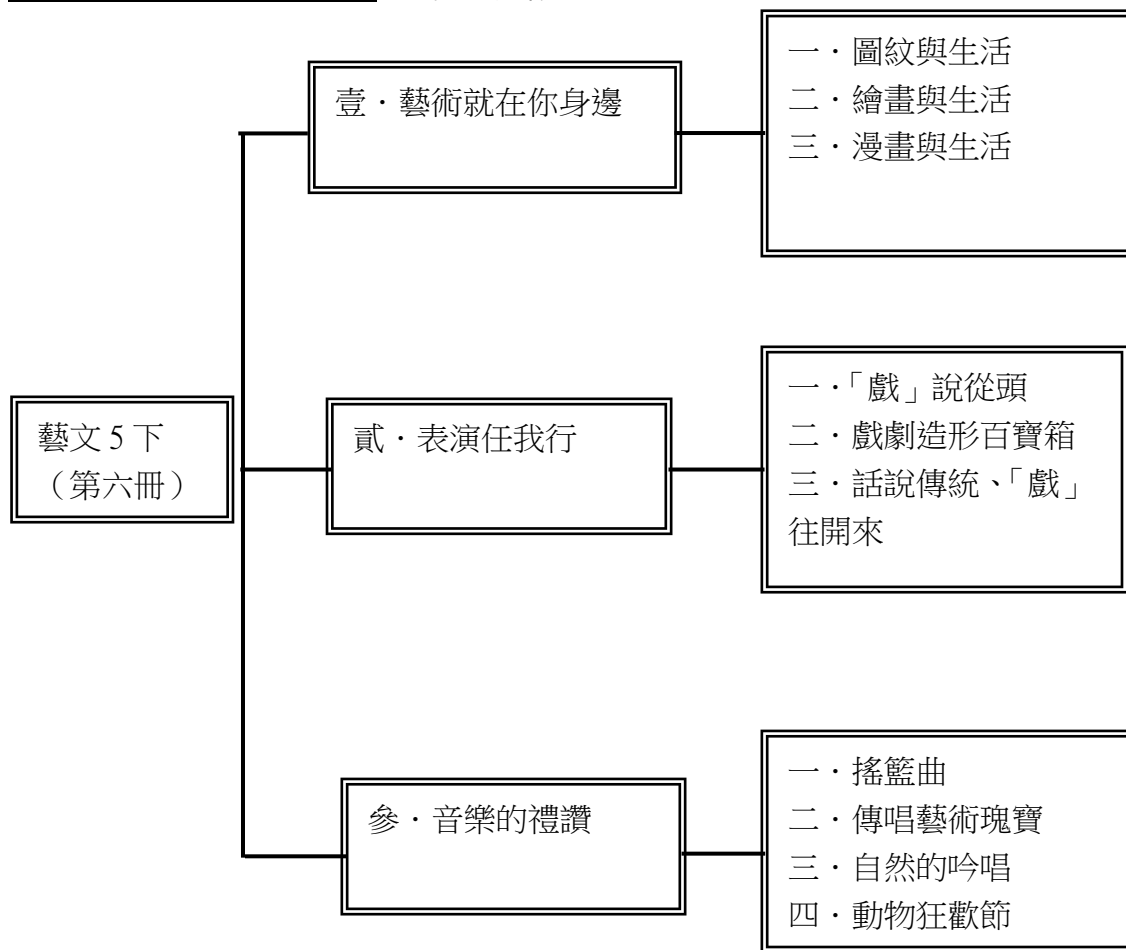 壹．藝術就在你身邊
一．圖紋與生活
二．繪畫與生活
三．漫畫與生活
藝文 5 下
（第六冊）
貳．表演任我行
一．「戲」說從頭
二．戲劇造形百寶箱
三．話說傳統、「戲」
往開來
參．音樂的禮讚
一．搖籃曲
二．傳唱藝術瑰寶
三．自然的吟唱
四．動物狂歡節